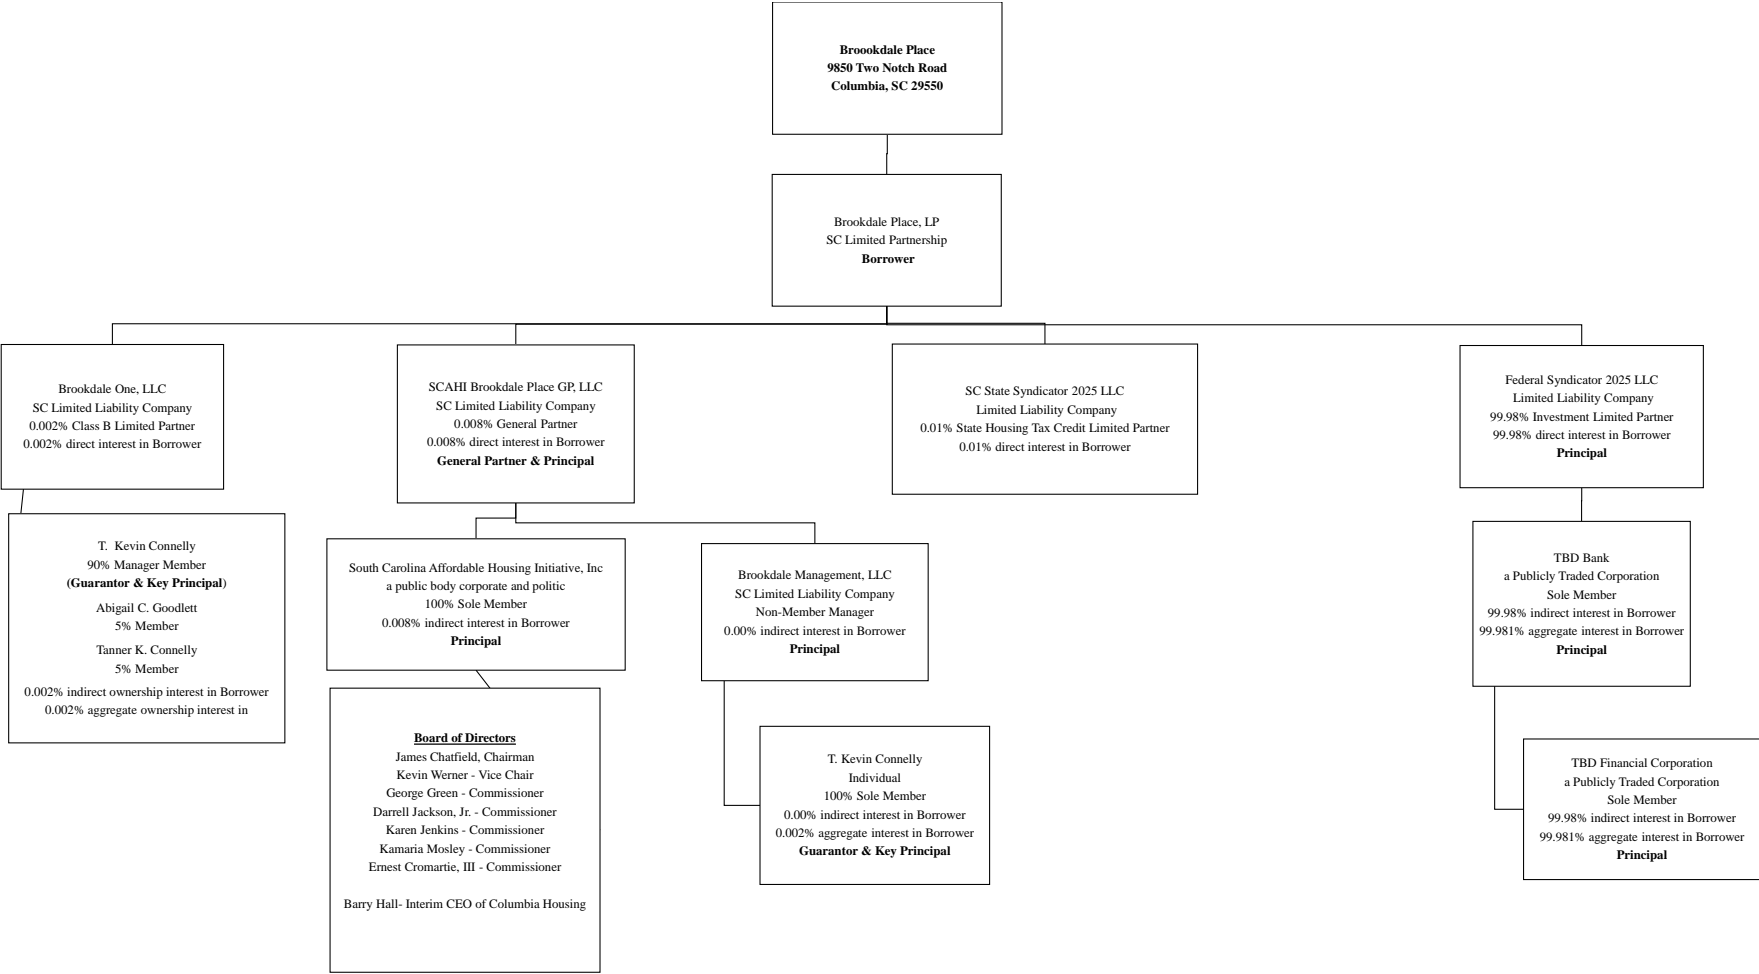 Broookdale Place
9850 Two Notch Road
Columbia, SC 29550
Brookdale Place, LP
SC Limited Partnership
Borrower
Brookdale One, LLC
SC Limited Liability Company
0.002% Class B Limited Partner
0.002% direct interest in Borrower
SCAHI Brookdale Place GP, LLC
SC Limited Liability Company
0.008% General Partner
0.008% direct interest in Borrower
General Partner & Principal
SC State Syndicator 2025 LLC
Limited Liability Company
0.01% State Housing Tax Credit Limited Partner
0.01% direct interest in Borrower
Federal Syndicator 2025 LLC
Limited Liability Company
99.98% Investment Limited Partner
99.98% direct interest in Borrower
Principal
T. Kevin Connelly
90% Manager Member
(Guarantor & Key Principal)
Abigail C. Goodlett
5% Member
Tanner K. Connelly
5% Member
0.002% indirect ownership interest in Borrower
0.002% aggregate ownership interest in
South Carolina Affordable Housing Initiative, Inc
a public body corporate and politic
100% Sole Member
0.008% indirect interest in Borrower
Principal
Brookdale Management, LLC
SC Limited Liability Company
Non-Member Manager
0.00% indirect interest in Borrower
Principal
TBD Bank
a Publicly Traded Corporation
Sole Member
99.98% indirect interest in Borrower
99.981% aggregate interest in Borrower
Principal
Board of Directors
James Chatfield, Chairman
Kevin Werner - Vice Chair
George Green - Commissioner
Darrell Jackson, Jr. - Commissioner
Karen Jenkins - Commissioner
Kamaria Mosley - Commissioner
Ernest Cromartie, III - Commissioner
Barry Hall- Interim CEO of Columbia Housing
T. Kevin Connelly
Individual
100% Sole Member
0.00% indirect interest in Borrower
0.002% aggregate interest in Borrower
Guarantor & Key Principal
TBD Financial Corporation
a Publicly Traded Corporation
Sole Member
99.98% indirect interest in Borrower
99.981% aggregate interest in Borrower
Principal